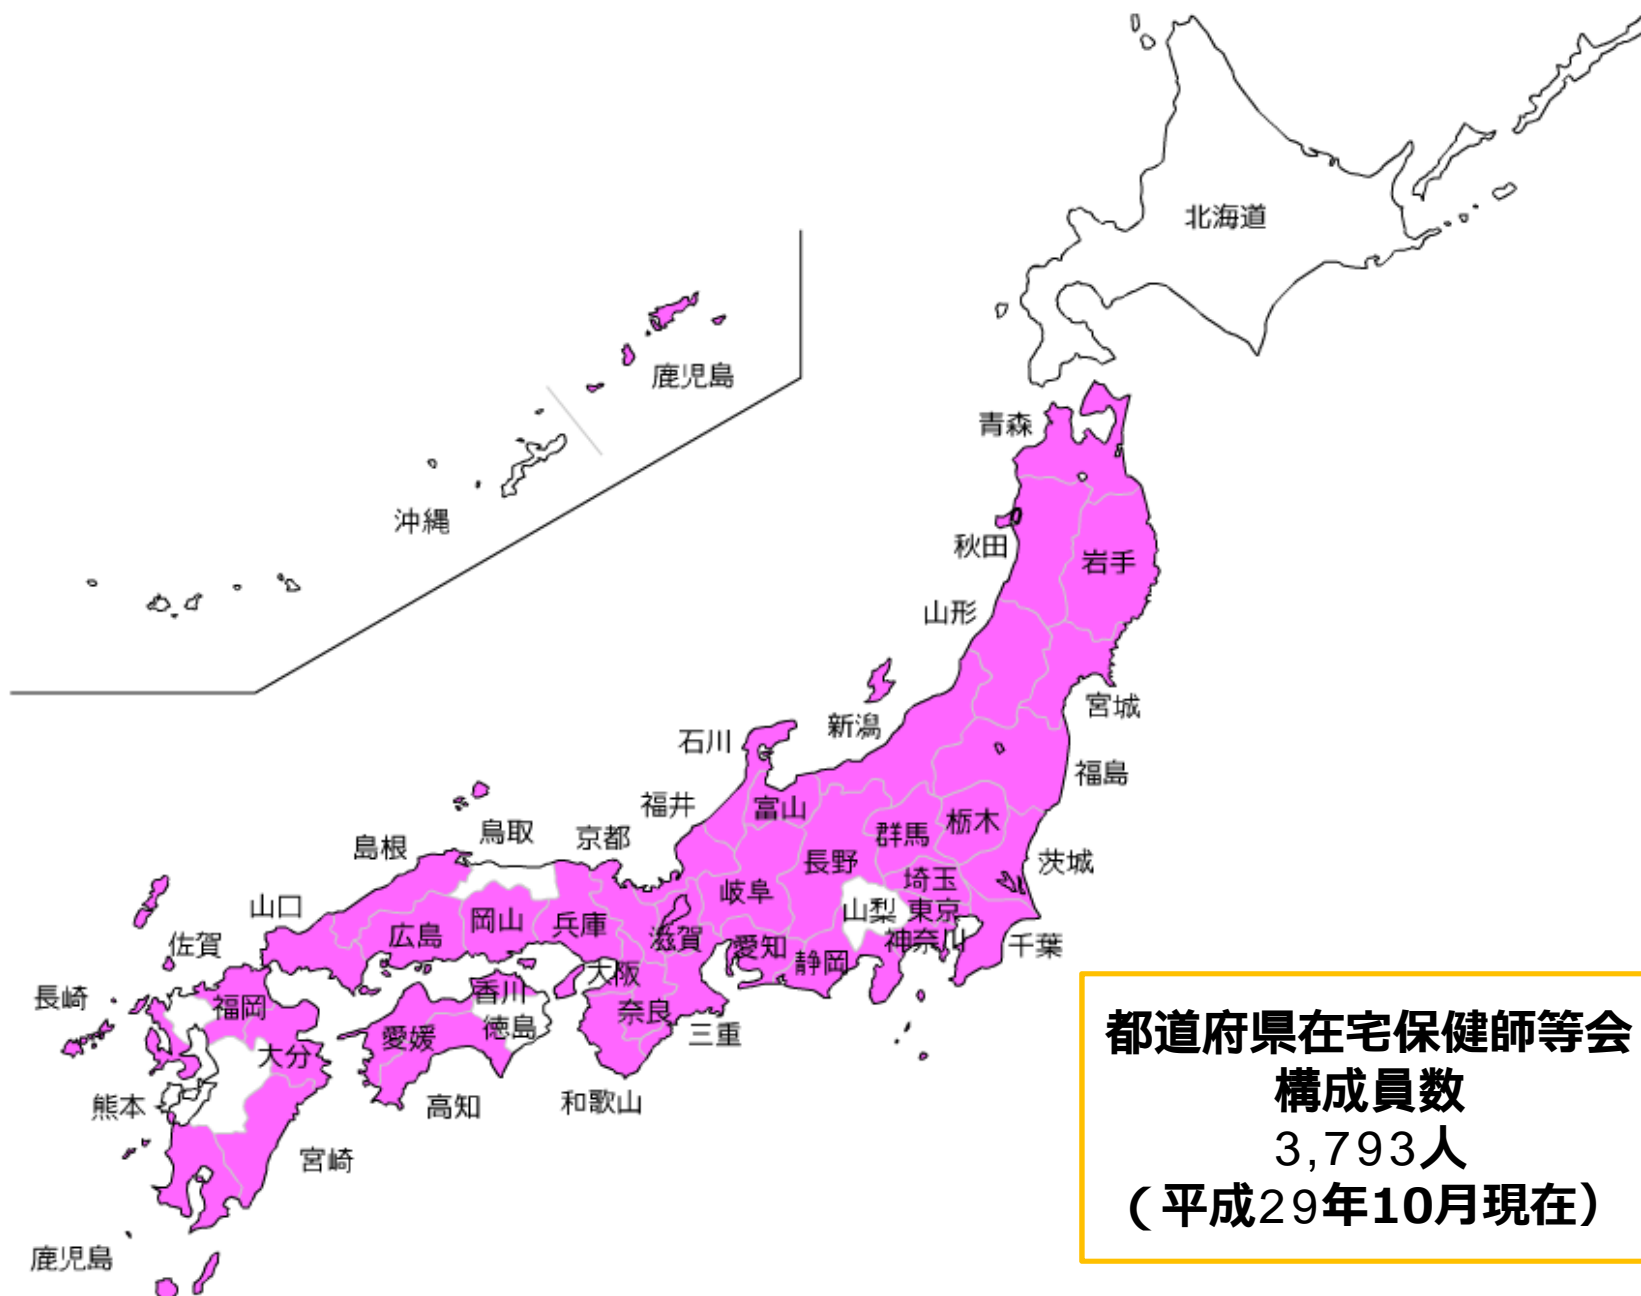 北海道
鹿児島
青森
沖縄
秋田
岩手
山形
宮城
新潟
石川
福島
福井
富山
栃木
群馬
鳥取
京都
島根
長野
茨城
埼玉
岐阜
山口
山梨
東京
岡山
兵庫
広島
滋賀
愛知
神奈川
千葉
佐賀
静岡
大阪
香川
長崎
福岡
奈良
徳島
三重
愛媛
大分
熊本
高知
和歌山
宮崎
鹿児島
都道府県在宅保健師等会
構成員数
3,793人
(平成29年10月現在)